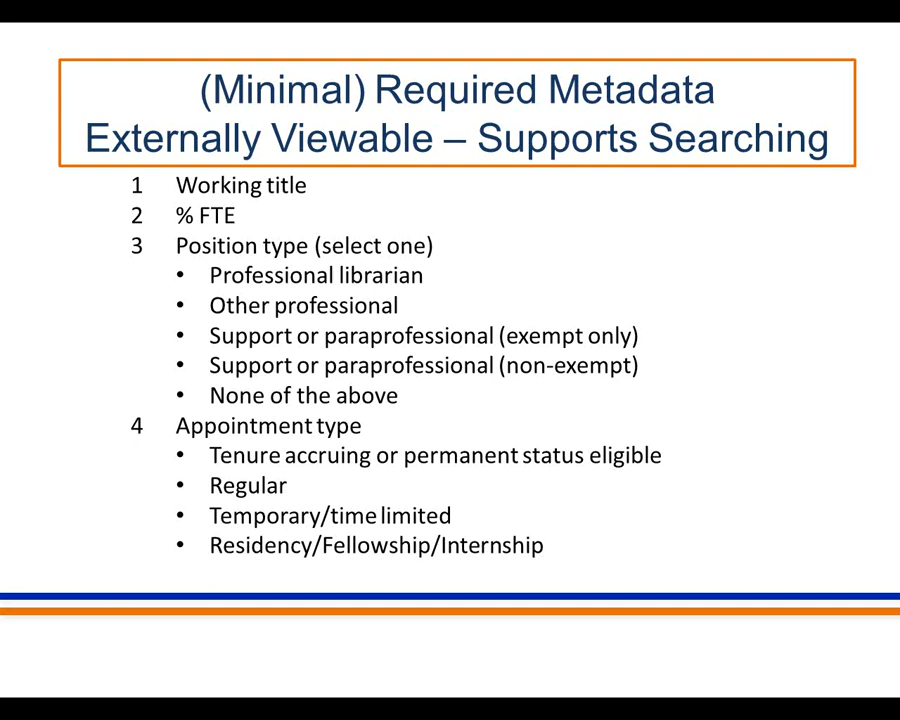 (Minimal) Required Metadata
Externally Viewable – Supports Searching
1 Working title
2 % FTE
3 Position type (select one)
• Professional librarian
• Other professional
• Support or paraprofessional (exempt only)
• Support or paraprofessional (non-exempt)
• None of the above
4 Appointment type
• Tenure accruing or permanent status eligible
• Regular
• Temporary/time limited
• Residency/Fellowship/Internship